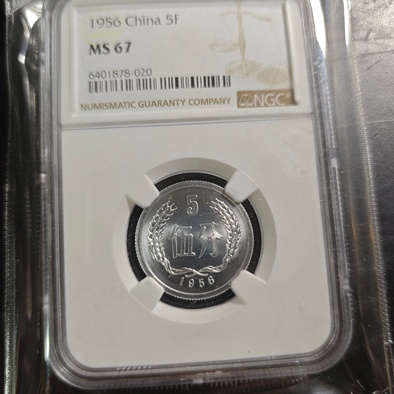 1956 China 5F
MS 67
6401878-020
NUMISMATIC GUARANTY COMPANY
NGC
5
伍分
1956